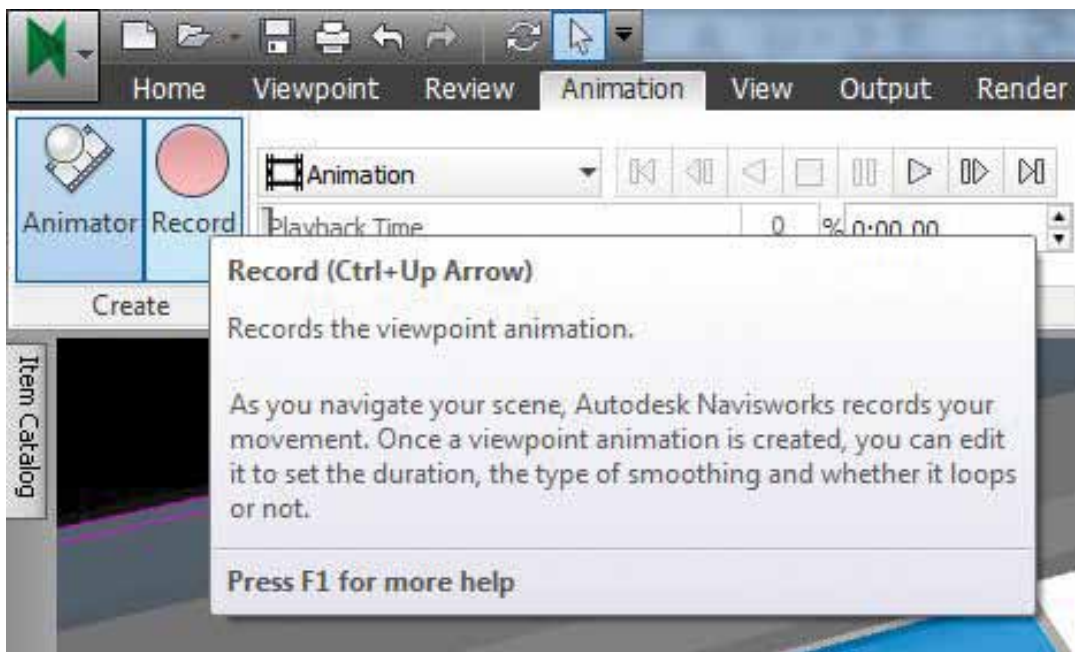 Home Viewpoint Review Animation View Output Render
Animation
Animator Record
Playback Time 0 % 0:00.00
Create
Record (Ctrl+Up Arrow)
Records the viewpoint animation.
As you navigate your scene, Autodesk Navisworks records your
movement. Once a viewpoint animation is created, you can edit
it to set the duration, the type of smoothing and whether it loops
or not.
Press F1 for more help
Item Catalog